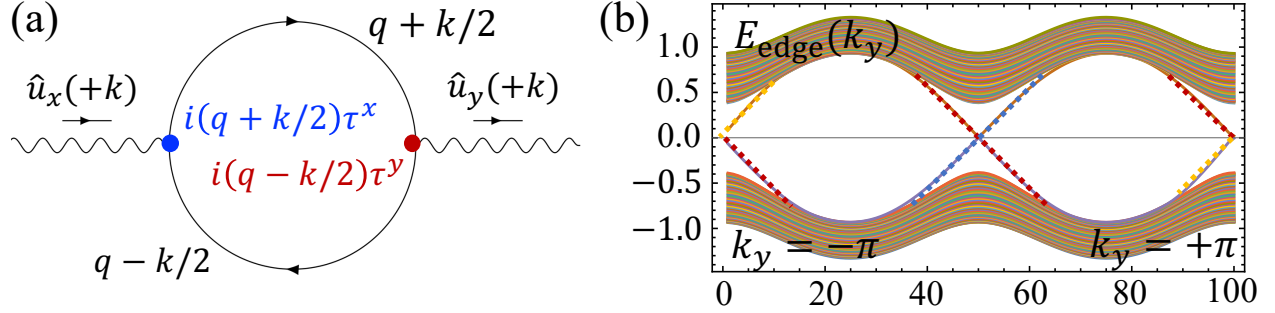 (a)
q + k/2
û_x(+k)
û_y(+k)
i(q + k/2)τ^x
i(q − k/2)τ^y
q − k/2
(b)
E_edge(k_y)
1.0
0.5
0.0
−0.5
−1.0
k_y = −π
k_y = +π
0 20 40 60 80 100